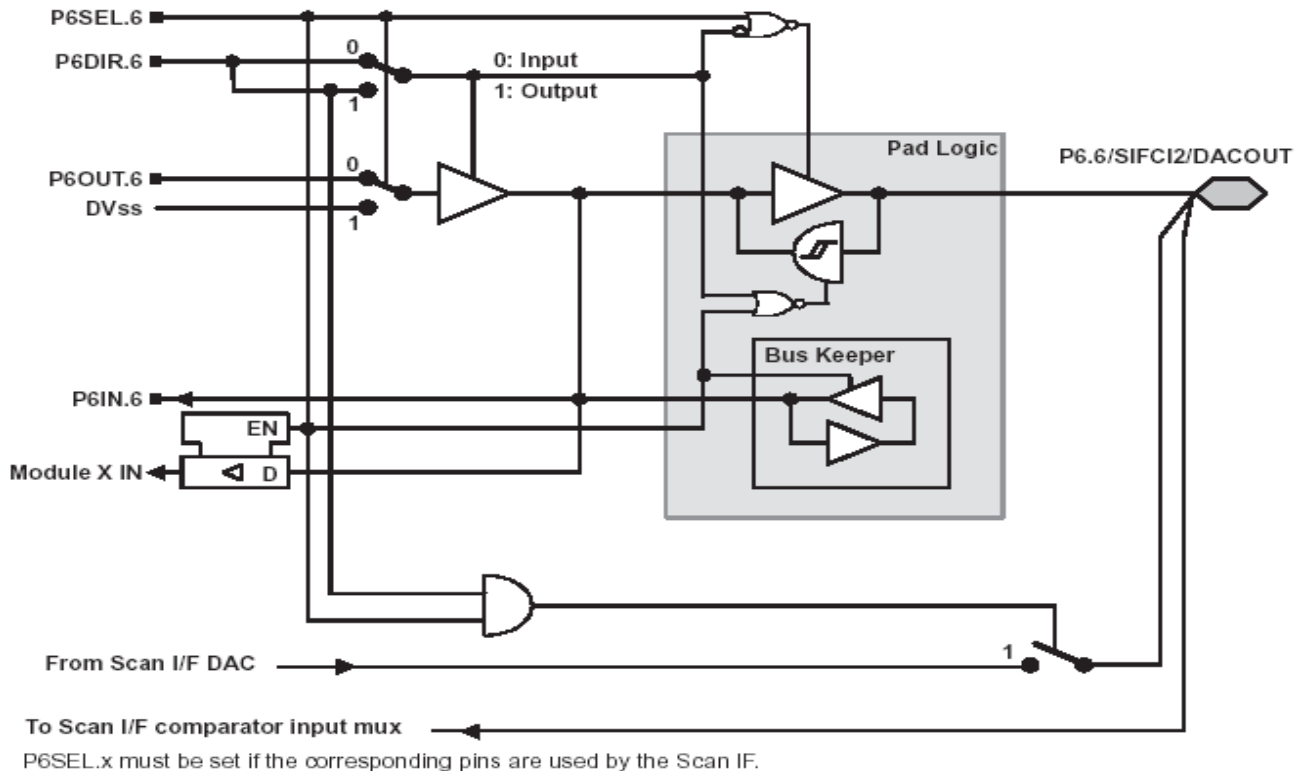 P6SEL.6
P6DIR.6
0
1
0: Input
1: Output
Pad Logic
P6.6/SIFCI2/DACOUT
P6OUT.6
0
DVss
1
Bus Keeper
P6IN.6
EN
Module X IN
D
1
From Scan I/F DAC
To Scan I/F comparator input mux
P6SEL.x must be set if the corresponding pins are used by the Scan IF.